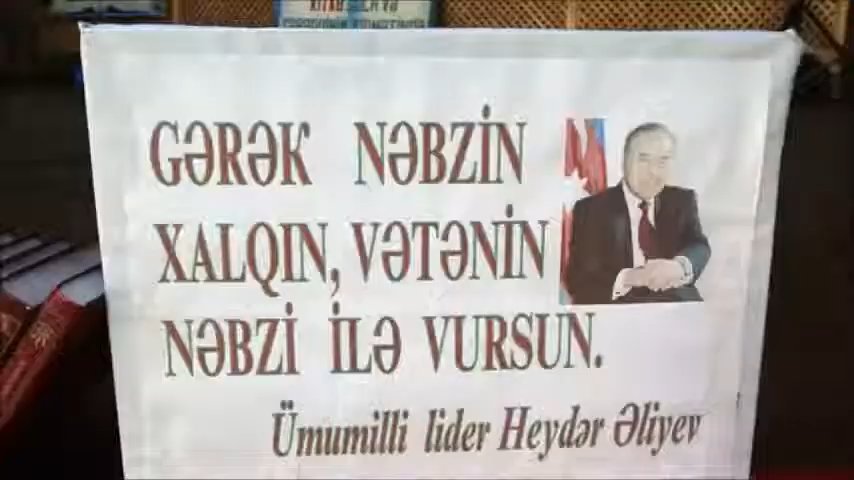 GƏRƏK NƏBZİN
XALQIN, VƏTƏNİN
NƏBZİ İLƏ VURSUN.
Ümumilli lider Heydər Əliyev